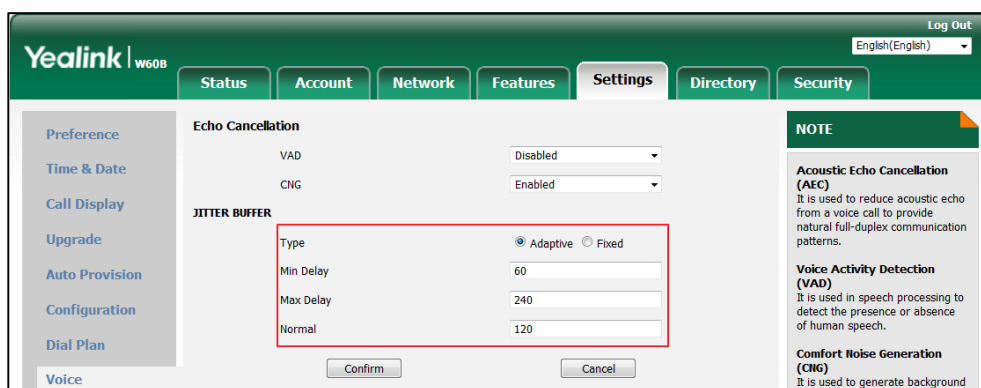 Log Out
Yealink W60B
English(English)
Status Account Network Features Settings Directory Security
Preference
Time & Date
Call Display
Upgrade
Auto Provision
Configuration
Dial Plan
Voice
Echo Cancellation
VAD Disabled
CNG Enabled
JITTER BUFFER
Type Adaptive Fixed
Min Delay 60
Max Delay 240
Normal 120
Confirm Cancel
NOTE
Acoustic Echo Cancellation
(AEC)
It is used to reduce acoustic echo
from a voice call to provide
natural full-duplex communication
patterns.
Voice Activity Detection
(VAD)
It is used in speech processing to
detect the presence or absence
of human speech.
Comfort Noise Generation
(CNG)
It is used to generate background